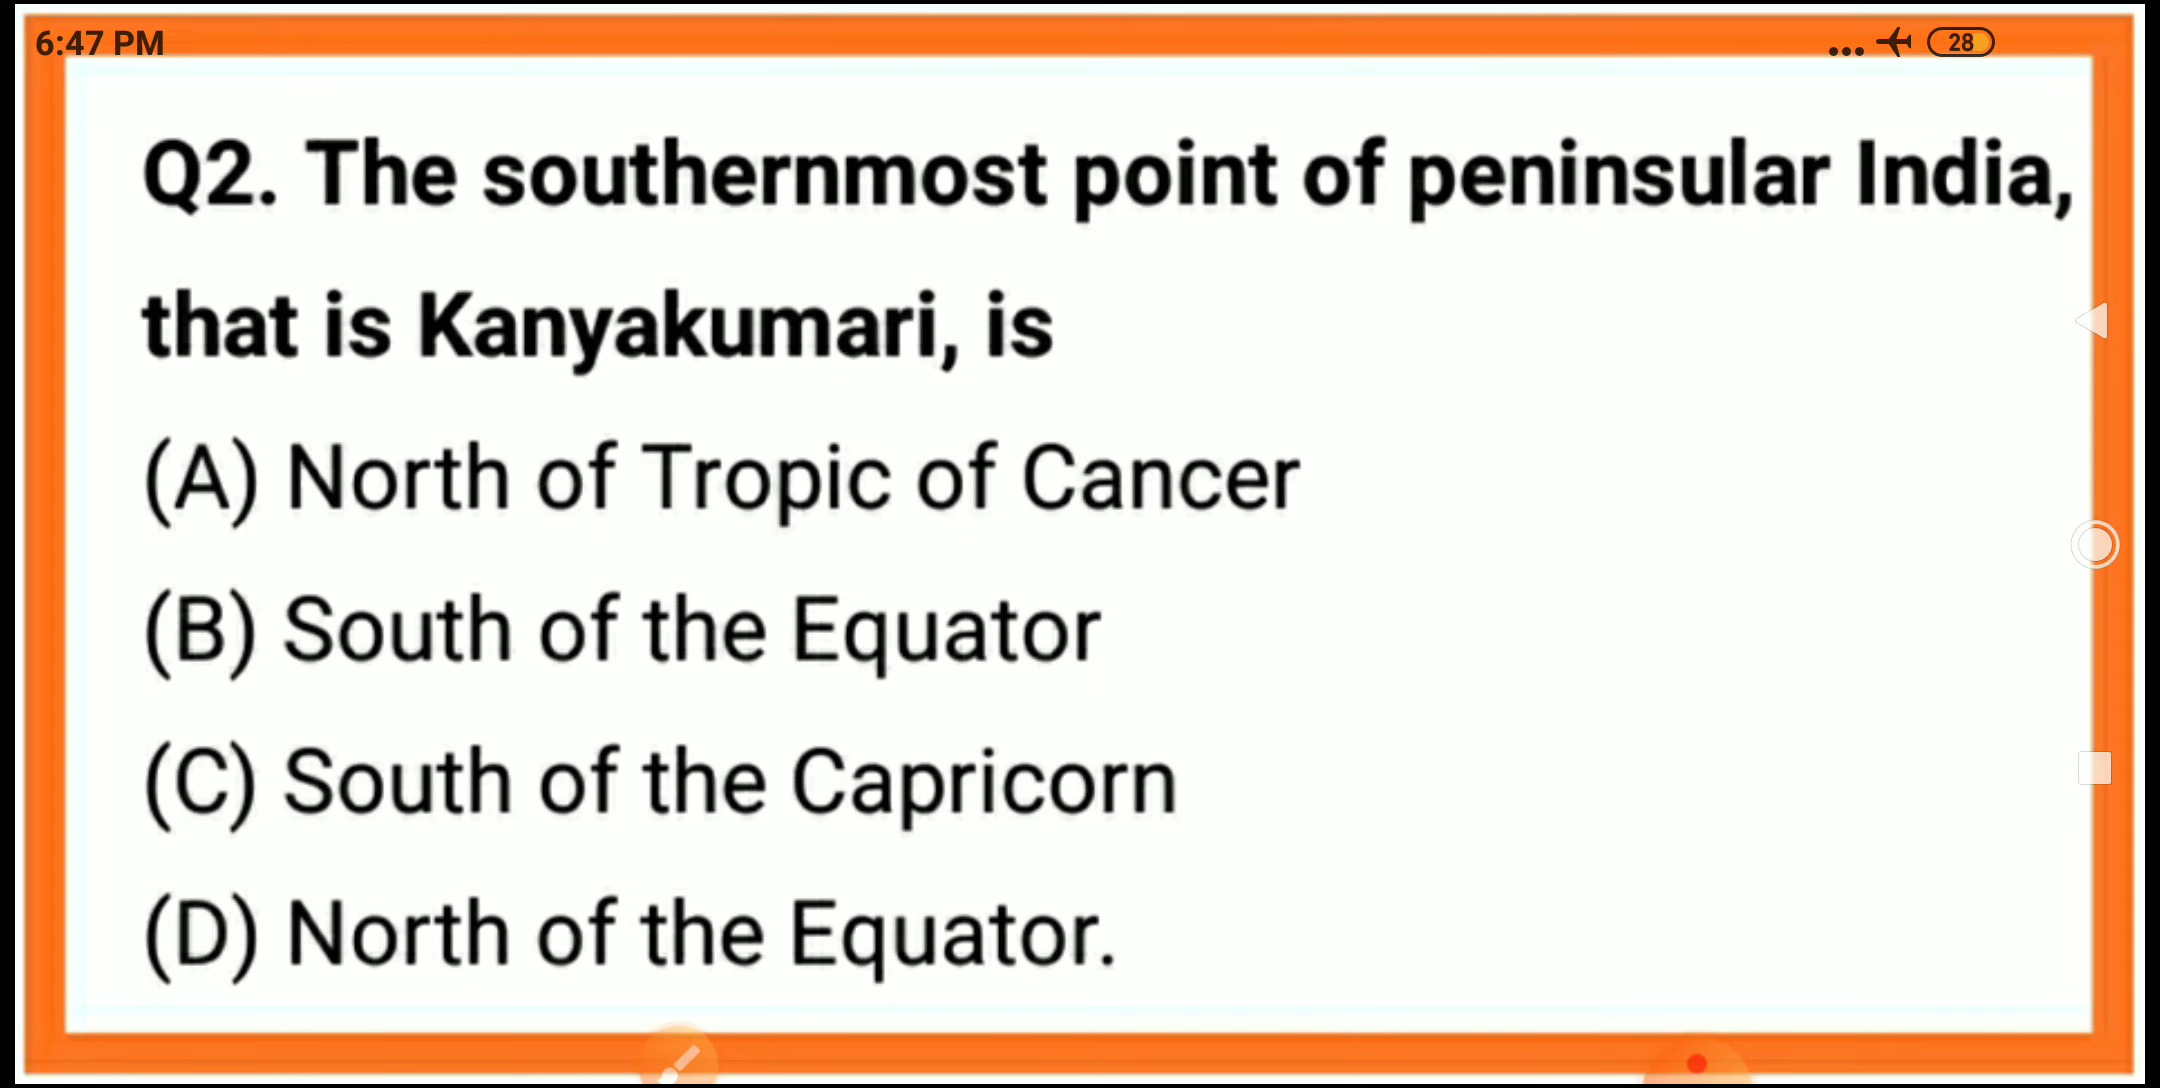 6:47 PM
28
Q2. The southernmost point of peninsular India,
that is Kanyakumari, is
(A) North of Tropic of Cancer
(B) South of the Equator
(C) South of the Capricorn
(D) North of the Equator.